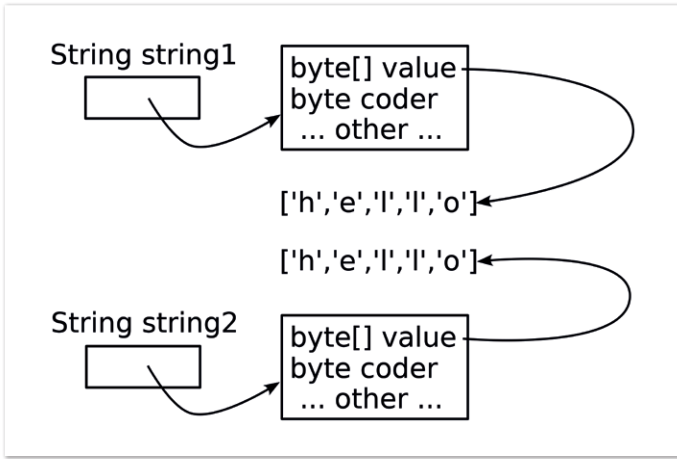 String string1
byte[] value
byte coder
... other ...
['h','e','l','l','o']
['h','e','l','l','o']
String string2
byte[] value
byte coder
... other ...